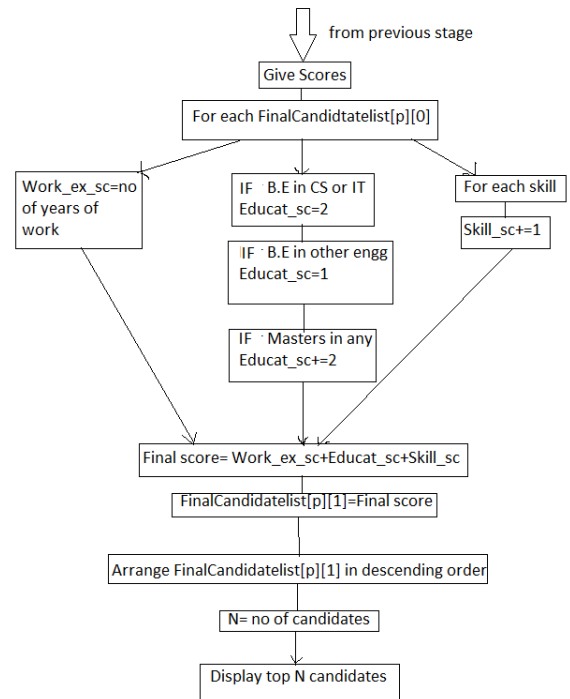 from previous stage
Give Scores
For each FinalCandidtatelist[p][0]
Work_ex_sc=no
of years of
work
IF B.E in CS or IT
Educat_sc=2
IF B.E in other engg
Educat_sc=1
IF Masters in any
Educat_sc+=2
For each skill
Skill_sc+=1
Final score= Work_ex_sc+Educat_sc+Skill_sc
FinalCandidatelist[p][1]=Final score
Arrange FinalCandidatelist[p][1] in descending order
N= no of candidates
Display top N candidates